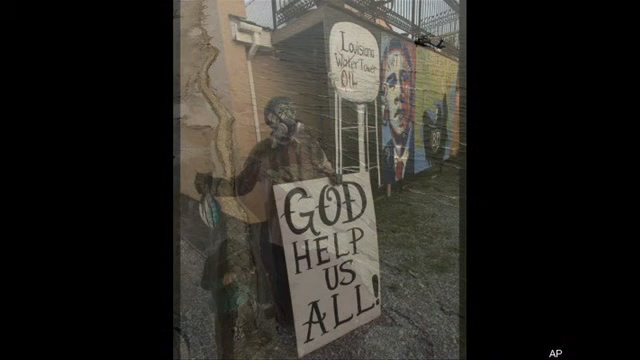 Louisiana
Water Tower
OIL
GOD
HELP
US
ALL!
AP